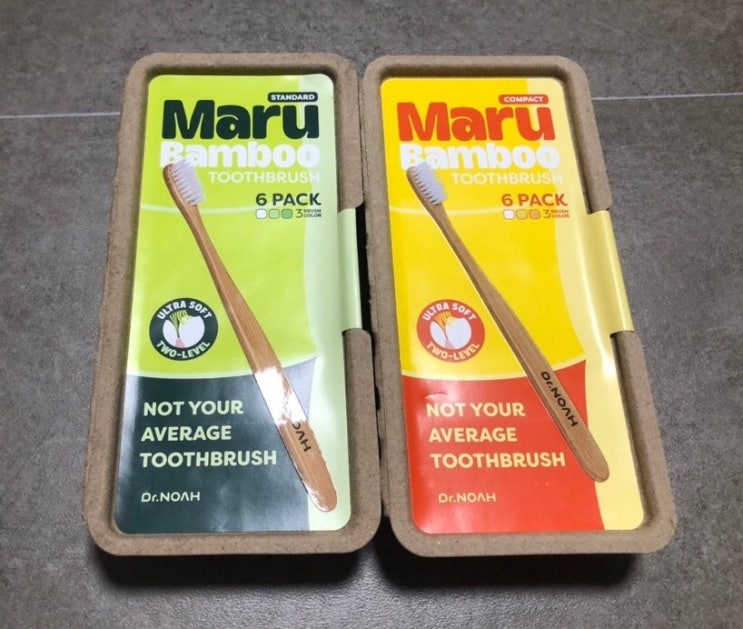 STANDARD
Maru
Bamboo
TOOTHBRUSH
6 PACK
3 BRUSH COLOR
ULTRA SOFT
TWO-LEVEL
NOT YOUR
AVERAGE
TOOTHBRUSH
Dr.NOAH
COMPACT
Maru
Bamboo
TOOTHBRUSH
6 PACK
3 BRUSH COLOR
ULTRA SOFT
TWO-LEVEL
Dr.NOAH
NOT YOUR
AVERAGE
TOOTHBRUSH
Dr.NOAH